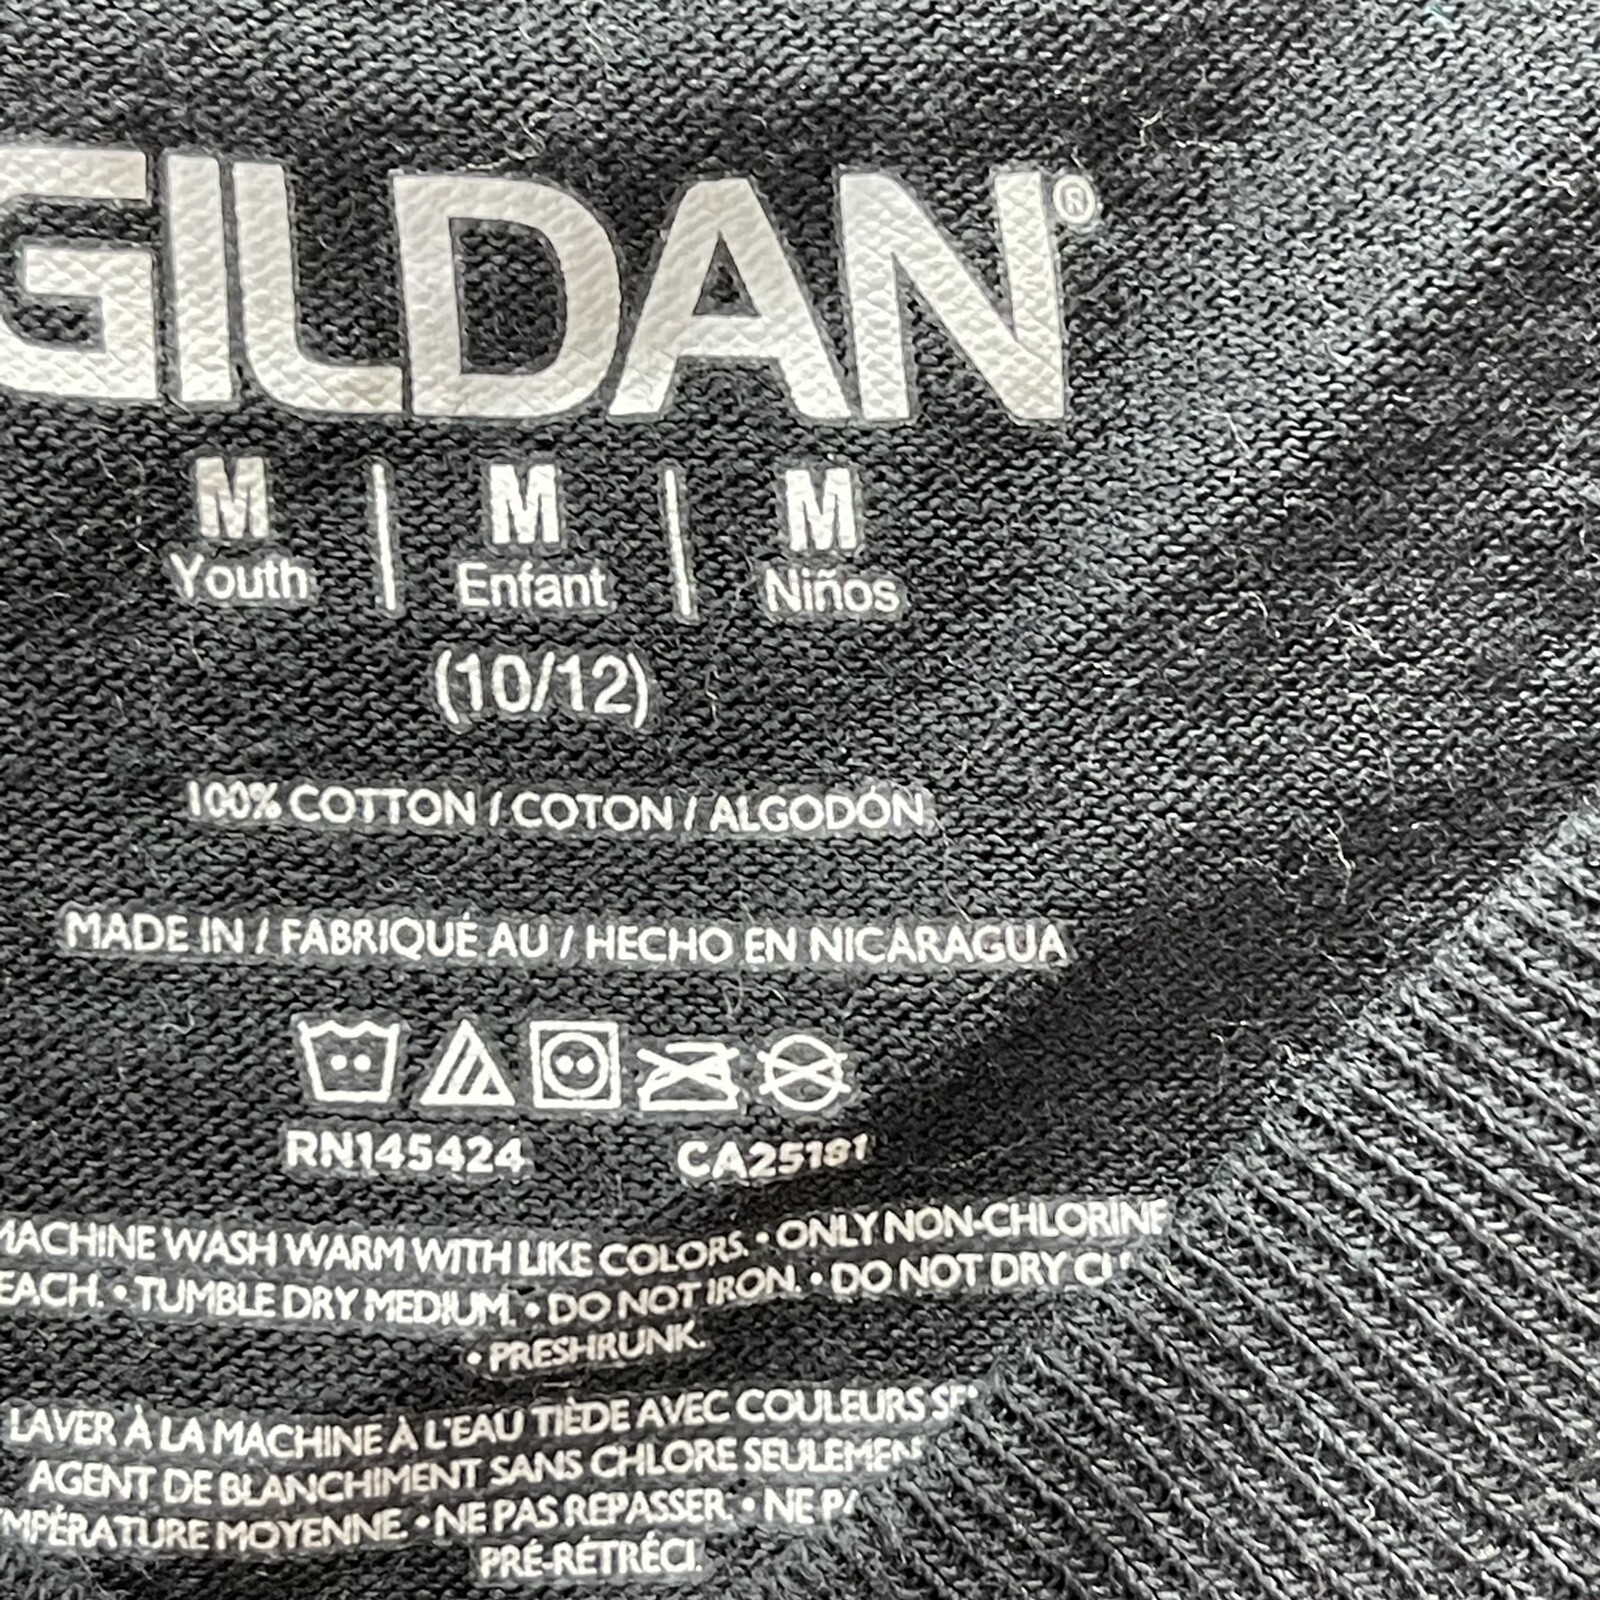 GILDAN®
M | M | M
Youth Enfant Niños
(10/12)
100% COTTON / COTON / ALGODÓN
MADE IN / FABRIQUÉ AU / HECHO EN NICARAGUA
RN145424 CA25181
MACHINE WASH WARM WITH LIKE COLORS. • ONLY NON-CHLORINE
EACH. • TUMBLE DRY MEDIUM. • DO NOT IRON. • DO NOT DRY
• PRESHRUNK.
LAVER À LA MACHINE À L'EAU TIÈDE AVEC COULEURS
AGENT DE BLANCHIMENT SANS CHLORE SEULEMEN
MPÉRATURE MOYENNE. • NE PAS REPASSER. • NE
PRÉ-RÉTRÉCI.